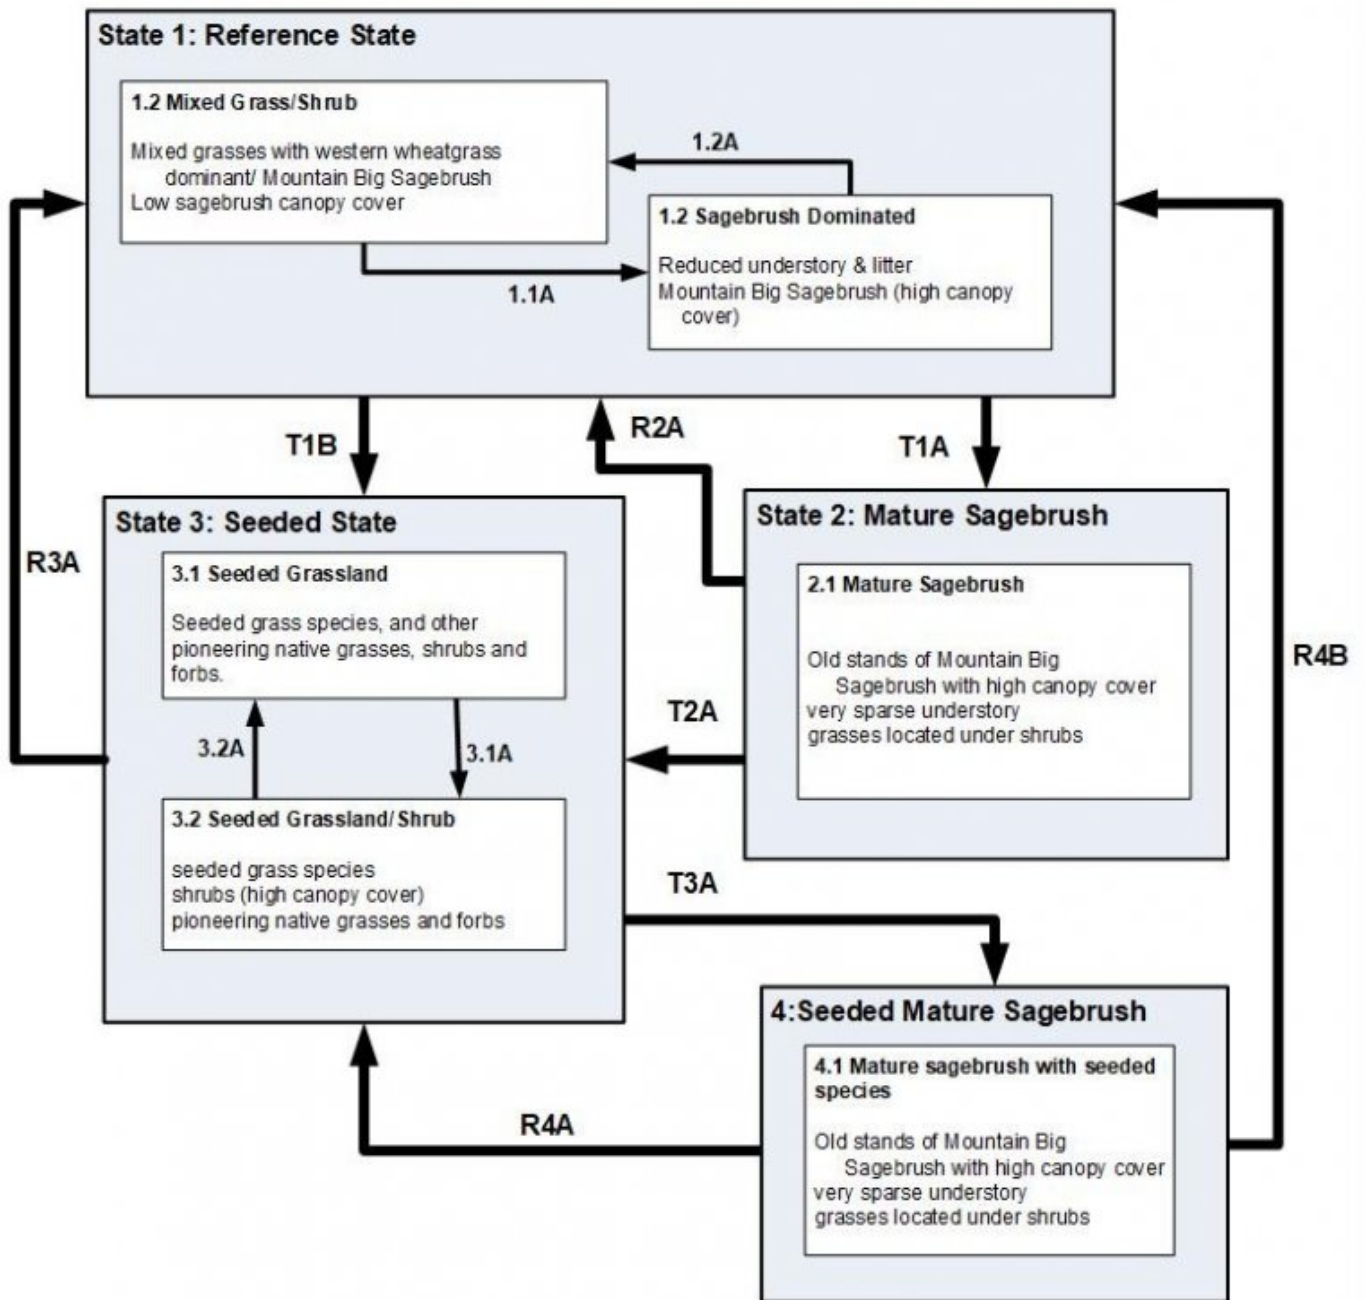 State 1: Reference State
1.2 Mixed Grass/Shrub
Mixed grasses with western wheatgrass
dominant/ Mountain Big Sagebrush
Low sagebrush canopy cover
1.2A
1.2 Sagebrush Dominated
Reduced understory & litter
Mountain Big Sagebrush (high canopy
cover)
1.1A
T1B
R2A
T1A
R3A
State 3: Seeded State
3.1 Seeded Grassland
Seeded grass species, and other
pioneering native grasses, shrubs and
forbs.
3.2A
3.1A
3.2 Seeded Grassland/Shrub
seeded grass species
shrubs (high canopy cover)
pioneering native grasses and forbs
State 2: Mature Sagebrush
2.1 Mature Sagebrush
Old stands of Mountain Big
Sagebrush with high canopy cover
very sparse understory
grasses located under shrubs
T2A
R4B
T3A
4:Seeded Mature Sagebrush
4.1 Mature sagebrush with seeded
species
Old stands of Mountain Big
Sagebrush with high canopy cover
very sparse understory
grasses located under shrubs
R4A